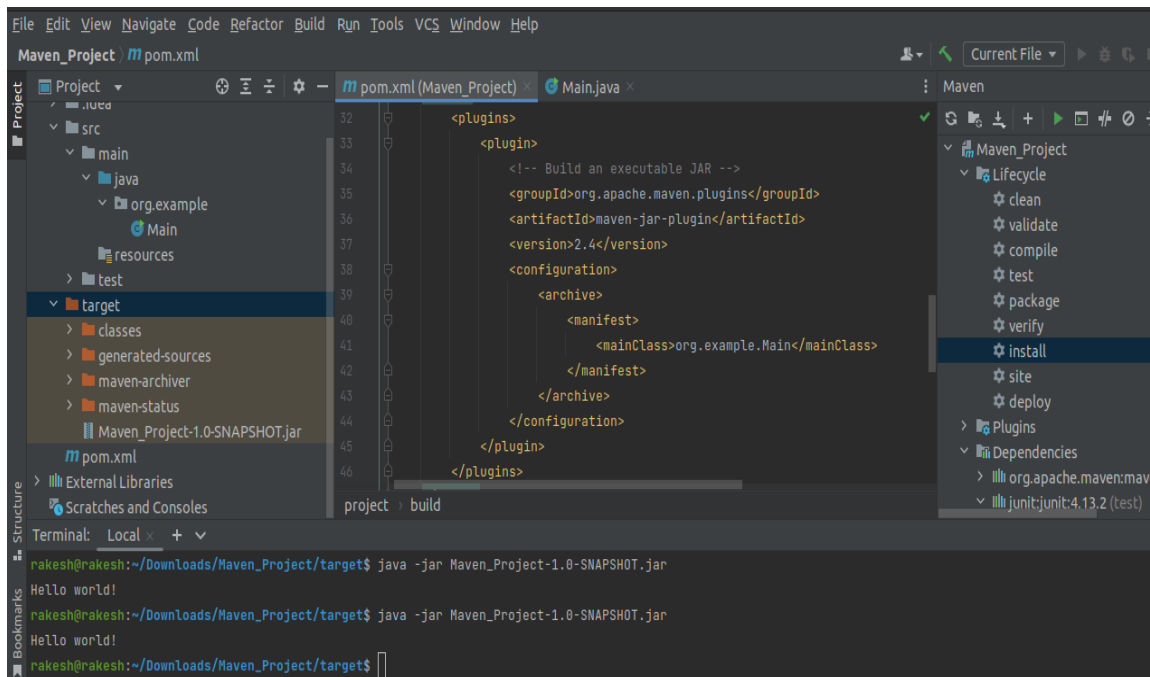 File Edit View Navigate Code Refactor Build Run Tools VCS Window Help
Maven_Project pom.xml
Current File
Project
Project
.idea
src
main
java
org.example
Main
resources
test
target
classes
generated-sources
maven-archiver
maven-status
Maven_Project-1.0-SNAPSHOT.jar
pom.xml
External Libraries
Scratches and Consoles
pom.xml (Maven_Project) Main.java
32 <plugins>
33 <plugin>
34 <!-- Build an executable JAR -->
35 <groupId>org.apache.maven.plugins</groupId>
36 <artifactId>maven-jar-plugin</artifactId>
37 <version>2.4</version>
38 <configuration>
39 <archive>
40 <manifest>
41 <mainClass>org.example.Main</mainClass>
42 </manifest>
43 </archive>
44 </configuration>
45 </plugin>
46 </plugins>
project build
Maven
Maven_Project
Lifecycle
clean
validate
compile
test
package
verify
install
site
deploy
Plugins
Dependencies
org.apache.maven:mav
junit:junit:4.13.2 (test)
Structure
Bookmarks
Terminal: Local
rakesh@rakesh:~/Downloads/Maven_Project/target$ java -jar Maven_Project-1.0-SNAPSHOT.jar
Hello world!
rakesh@rakesh:~/Downloads/Maven_Project/target$ java -jar Maven_Project-1.0-SNAPSHOT.jar
Hello world!
rakesh@rakesh:~/Downloads/Maven_Project/target$